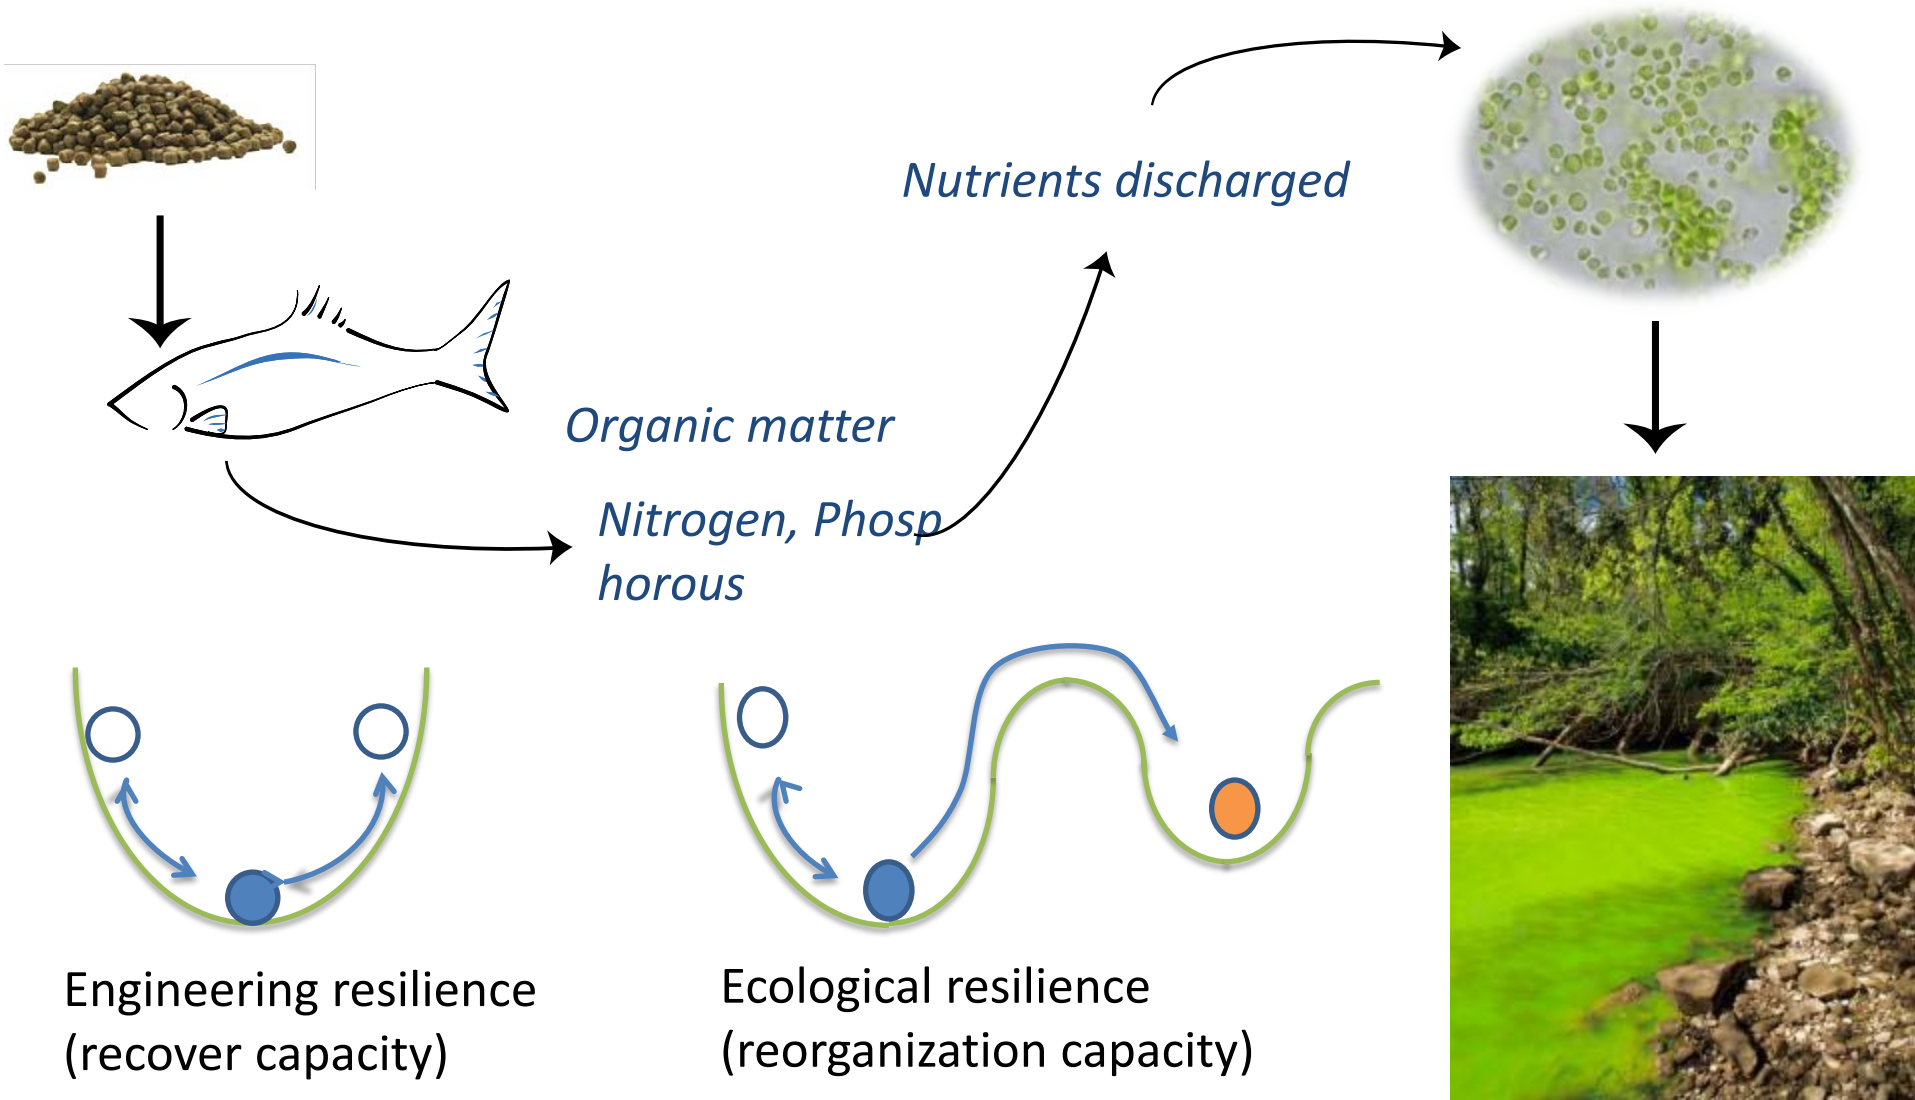 Nutrients discharged
Organic matter
Nitrogen, Phosp
horous
Engineering resilience
(recover capacity)
Ecological resilience
(reorganization capacity)